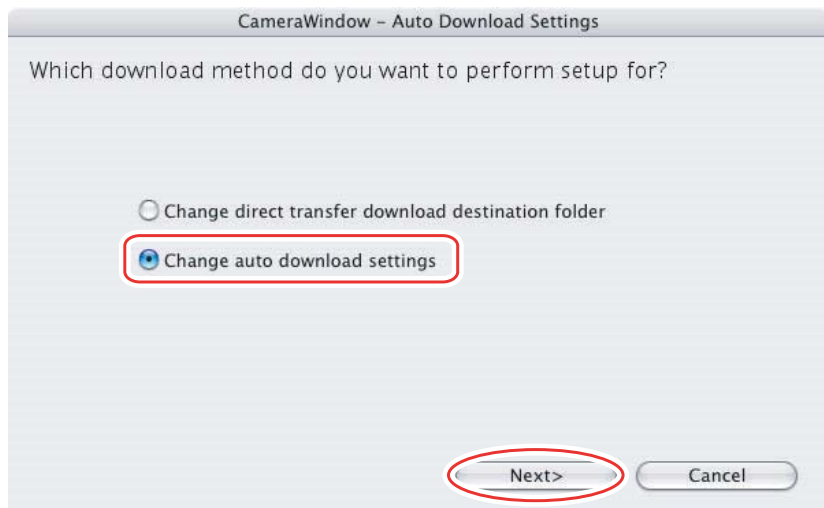 CameraWindow – Auto Download Settings
Which download method do you want to perform setup for?
Change direct transfer download destination folder
Change auto download settings
Next>
Cancel